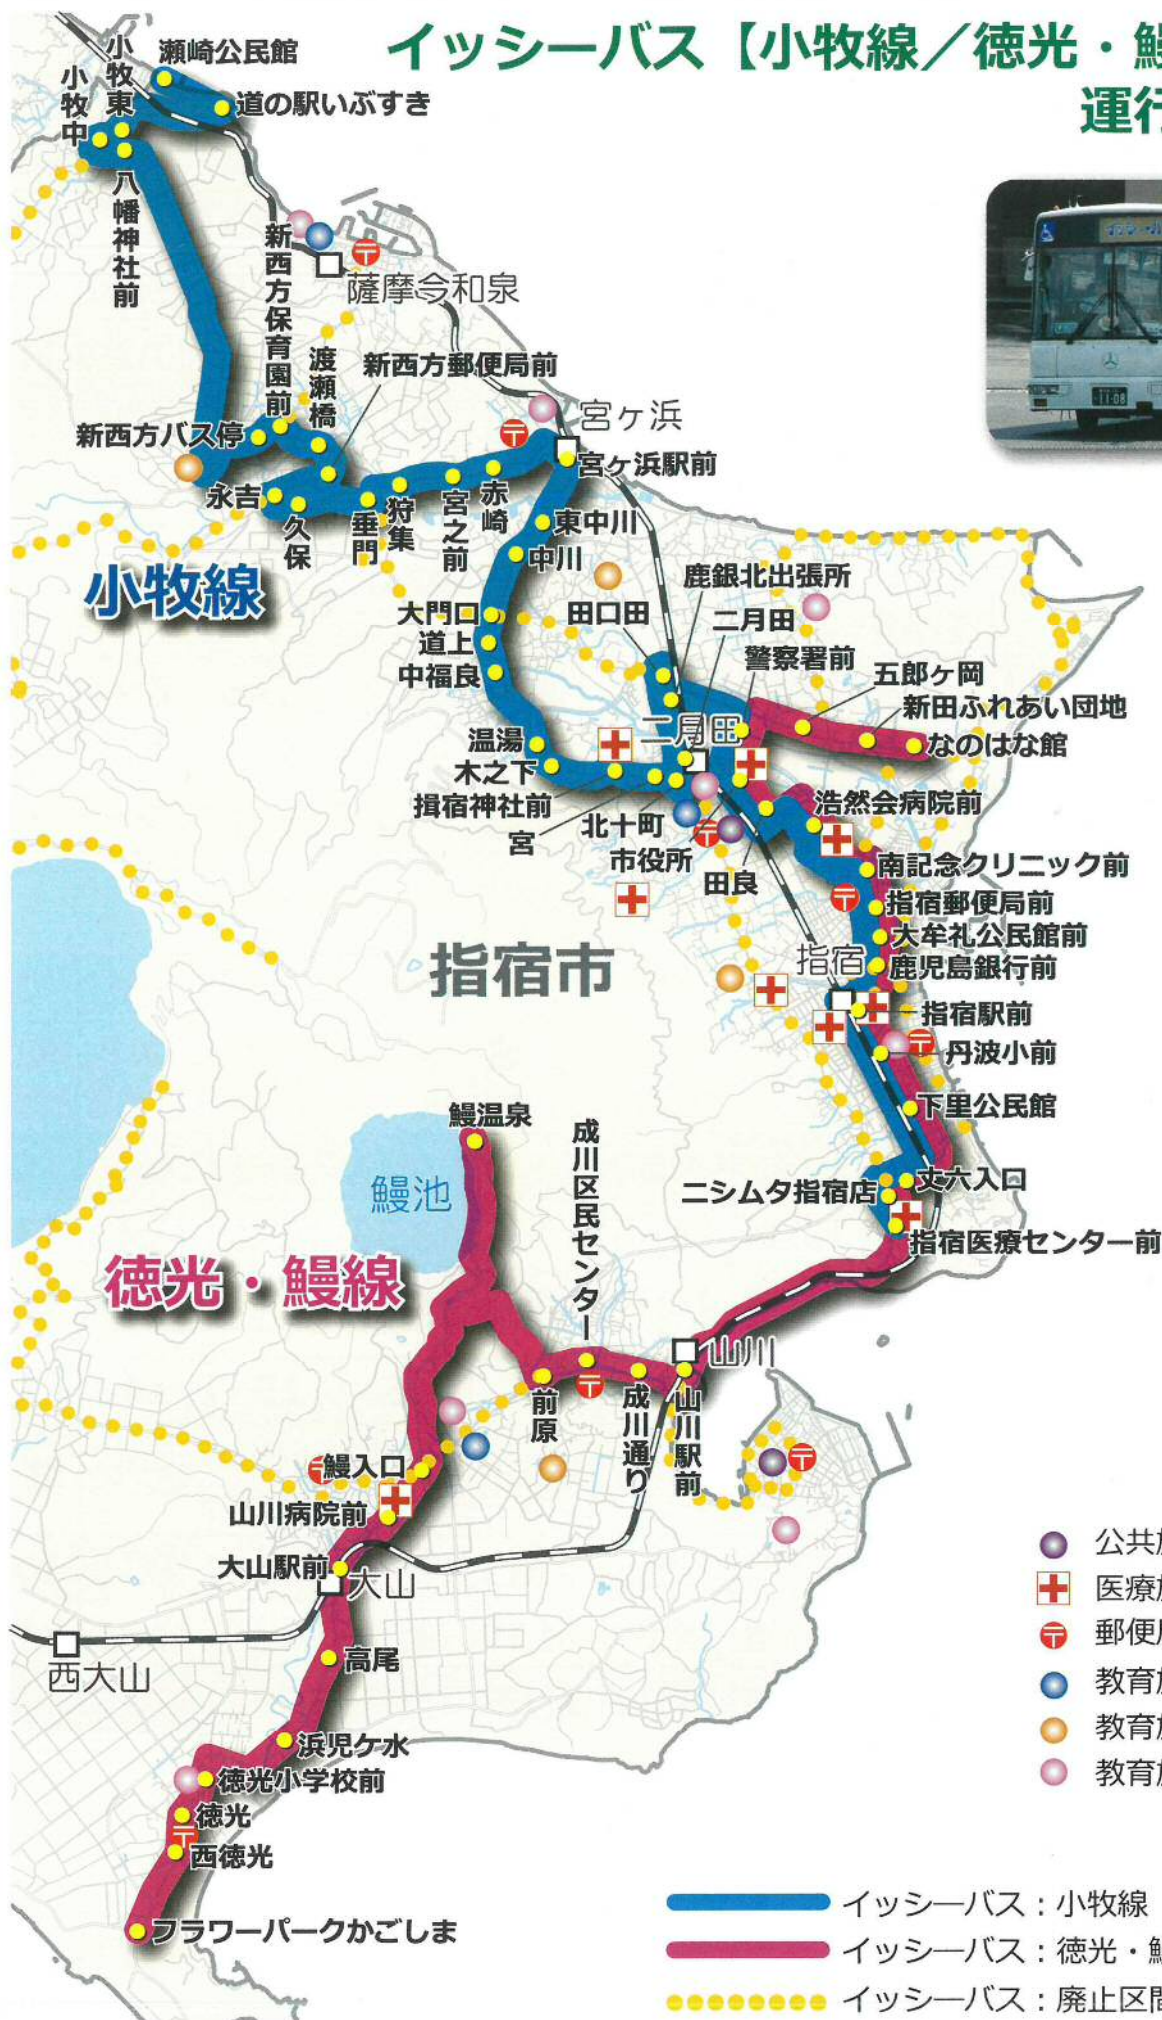 イッシーバス【小牧線／徳光・鰻
運行
瀬崎公民館
小牧東
小牧中
道の駅いぶすき
八幡神社前
新西方保育園前
薩摩今和泉
渡瀬橋
新西方郵便局前
宮ヶ浜
新西方バス停
宮ヶ浜駅前
永吉
久保
垂門
狩集
宮之前
赤崎
東中川
中川
小牧線
鹿銀北出張所
大門口
田口田
二月田
道上
警察署前
中福良
五郎ヶ岡
新田ふれあい団地
温湯
二月田
なのはな館
木之下
揖宿神社前
浩然会病院前
宮
北十町
市役所
田良
南記念クリニック前
指宿郵便局前
大牟礼公民館前
指宿市
指宿
鹿児島銀行前
指宿駅前
丹波小前
下里公民館
鰻温泉
成川区民センター
鰻池
丈六入口
ニシムタ指宿店
指宿医療センター前
徳光・鰻線
山川
前原
成川通り
山川駅前
鰻入口
山川病院前
大山駅前
大山
西大山
高尾
浜児ケ水
徳光小学校前
徳光
西徳光
フラワーパークかごしま
11-08
公共施
医療施
郵便局
教育施
教育施
教育施
イッシーバス：小牧線
イッシーバス：徳光・鰻
イッシーバス：廃止区間